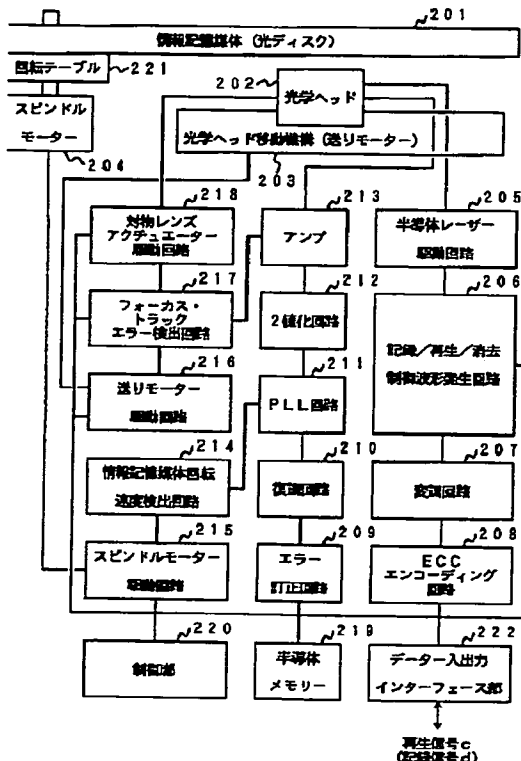 201
情報記憶媒体(光ディスク)
回転テーブル
221
202
光学ヘッド
スピンドル
モーター
光学ヘッド移動機構(送りモーター)
204
203
218
213
205
対物レンズ
アクチュエーター
駆動回路
アンプ
半導体レーザー
駆動回路
217
212
206
フォーカス・
トラック
エラー検出回路
2値化回路
記録/再生/消去
制御波形発生回路
216
211
送りモーター
駆動回路
PLL回路
214
210
207
情報記憶媒体回転
速度検出回路
復調回路
変調回路
215
209
208
スピンドルモーター
駆動回路
エラー
訂正回路
ECC
エンコーディング
回路
220
219
222
制御部
半導体
メモリー
データー入出力
インターフェース部
再生信号c
(記録信号d)